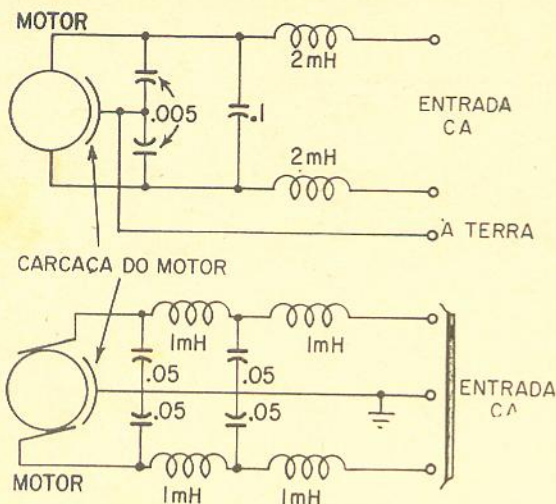 MOTOR
2mH
.005
.1
ENTRADA
CA
2mH
À TERRA
CARCAÇA DO MOTOR
1mH
1mH
.05
.05
.05
.05
ENTRADA
CA
MOTOR
1mH
1mH